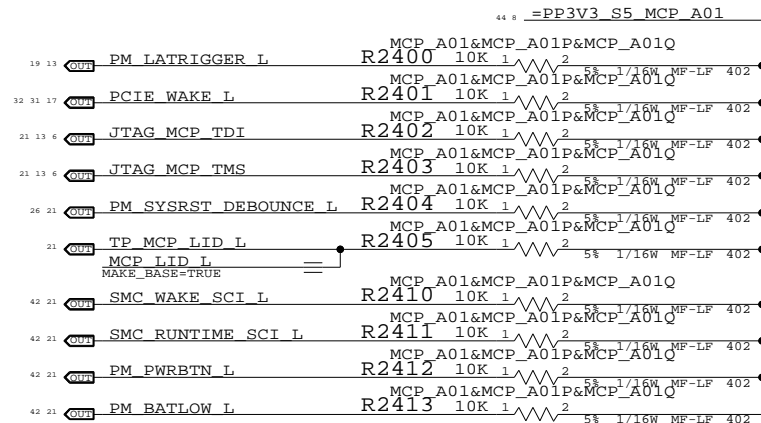 44 8 =PP3V3_S5_MCP_A01
MCP_A01&MCP_A01P&MCP_A01Q
19 13 OUT PM_LATRIGGER_L R2400 10K 1 2
5% 1/16W MF-LF 402
MCP_A01&MCP_A01P&MCP_A01Q
32 31 17 OUT PCIE_WAKE_L R2401 10K 1 2
5% 1/16W MF-LF 402
MCP_A01&MCP_A01P&MCP_A01Q
21 13 6 OUT JTAG_MCP_TDI R2402 10K 1 2
5% 1/16W MF-LF 402
MCP_A01&MCP_A01P&MCP_A01Q
21 13 6 OUT JTAG_MCP_TMS R2403 10K 1 2
5% 1/16W MF-LF 402
MCP_A01&MCP_A01P&MCP_A01Q
26 21 OUT PM_SYSRST_DEBOUNCE_L R2404 10K 1 2
5% 1/16W MF-LF 402
MCP_A01&MCP_A01P&MCP_A01Q
21 OUT TP_MCP_LID_L R2405 10K 1 2
5% 1/16W MF-LF 402
MCP_LID_L
MAKE_BASE=TRUE
MCP_A01&MCP_A01P&MCP_A01Q
42 21 OUT SMC_WAKE_SCI_L R2410 10K 1 2
5% 1/16W MF-LF 402
MCP_A01&MCP_A01P&MCP_A01Q
42 21 OUT SMC_RUNTIME_SCI_L R2411 10K 1 2
5% 1/16W MF-LF 402
MCP_A01&MCP_A01P&MCP_A01Q
42 21 OUT PM_PWRBTN_L R2412 10K 1 2
5% 1/16W MF-LF 402
MCP_A01&MCP_A01P&MCP_A01Q
42 21 OUT PM_BATLOW_L R2413 10K 1 2
5% 1/16W MF-LF 402